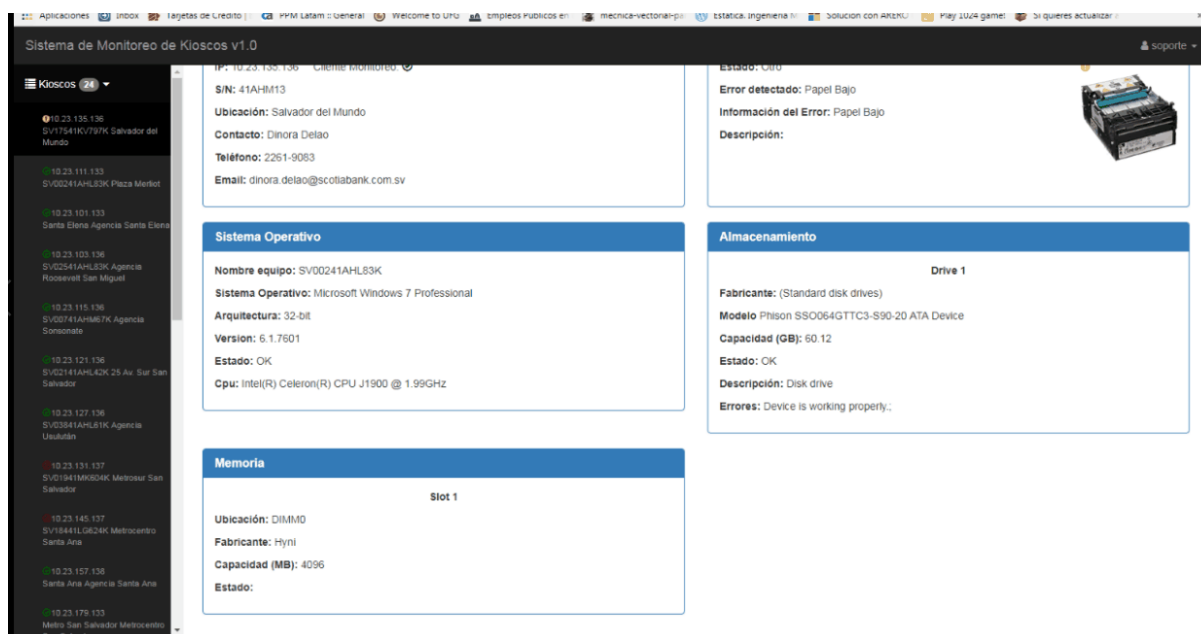 Aplicaciones Inbox Tarjetas de Credito PPM Latam :: General Welcome to UFG Empleos Publicos en mecnica-vectorial-pa Estatica. Ingenieria M Solucion con AKERO Play 1024 game! Si quieres actualizar
Sistema de Monitoreo de Kioscos v1.0
soporte
Kioscos 24
10.23.135.136
SV17541KV797K Salvador del
Mundo
10.23.111.133
SV00241AHL83K Plaza Merliot
10.23.101.133
Santa Elena Agencia Santa Elena
10.23.103.136
SV02541AHL83K Agencia
Roosevelt San Miguel
10.23.115.136
SV00741AHM67K Agencia
Sonsonate
10.23.121.136
SV02141AHL42K 25 Av. Sur San
Salvador
10.23.127.136
SV03841AHL61K Agencia
Usulután
10.23.131.137
SV01941MK604K Metrosur San
Salvador
10.23.145.137
SV18441LG624K Metrocentro
Santa Ana
10.23.157.136
Santa Ana Agencia Santa Ana
10.23.179.133
Metro San Salvador Metrocentro
IP: 10.23.135.136 Cliente Monitoreo:
S/N: 41AHM13
Ubicación: Salvador del Mundo
Contacto: Dinora Delao
Teléfono: 2261-9083
Email: dinora.delao@scotiabank.com.sv
Estado: Otro
Error detectado: Papel Bajo
Información del Error: Papel Bajo
Descripción:
Sistema Operativo
Nombre equipo: SV00241AHL83K
Sistema Operativo: Microsoft Windows 7 Professional
Arquitectura: 32-bit
Version: 6.1.7601
Estado: OK
Cpu: Intel(R) Celeron(R) CPU J1900 @ 1.99GHz
Almacenamiento
Drive 1
Fabricante: (Standard disk drives)
Modelo Phison SSO064GTTC3-S90-20 ATA Device
Capacidad (GB): 60.12
Estado: OK
Descripción: Disk drive
Errores: Device is working properly.;
Memoria
Slot 1
Ubicación: DIMM0
Fabricante: Hyni
Capacidad (MB): 4096
Estado: